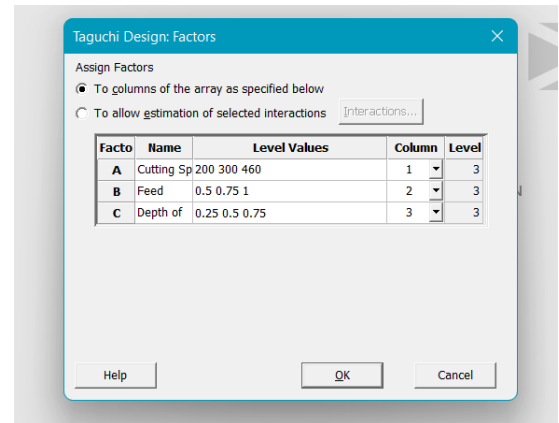 Taguchi Design: Factors
Assign Factors
To columns of the array as specified below
To allow estimation of selected interactions Interactions...
Facto Name Level Values Column Level
A Cutting Sp 200 300 460 1 3
B Feed 0.5 0.75 1 2 3
C Depth of 0.25 0.5 0.75 3 3
Help OK Cancel